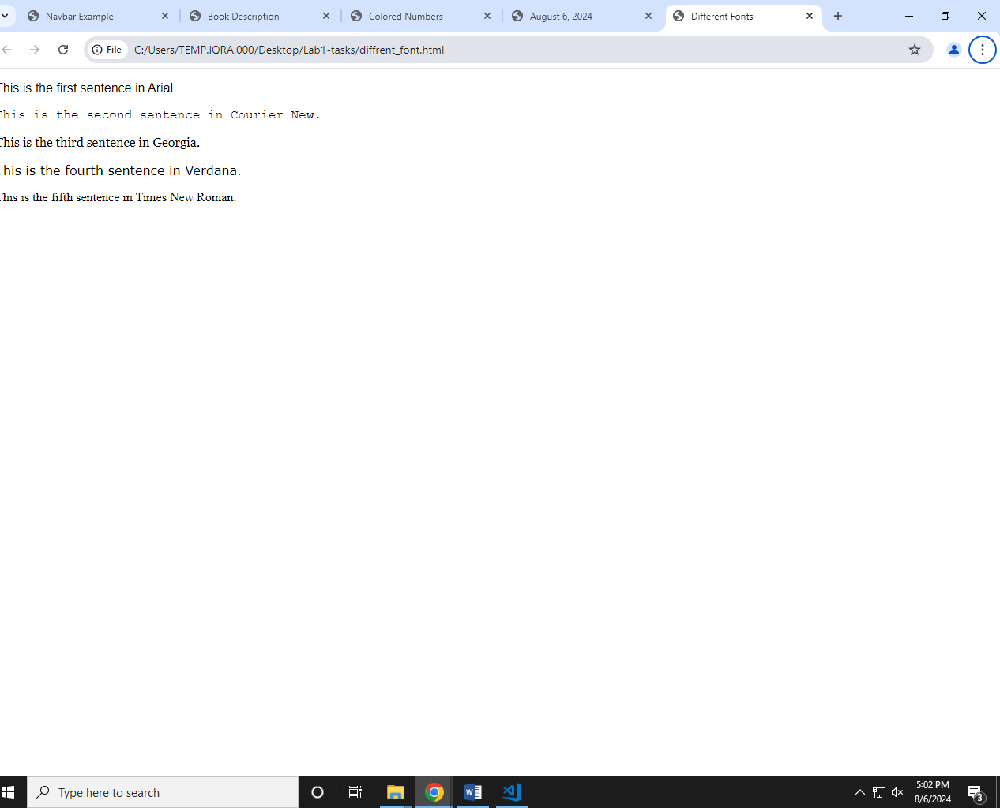 Navbar Example
Book Description
Colored Numbers
August 6, 2024
Different Fonts
File
C:/Users/TEMP.IQRA.000/Desktop/Lab1-tasks/diffrent_font.html
This is the first sentence in Arial.
This is the second sentence in Courier New.
This is the third sentence in Georgia.
This is the fourth sentence in Verdana.
This is the fifth sentence in Times New Roman.
Type here to search
5:02 PM
8/6/2024
3